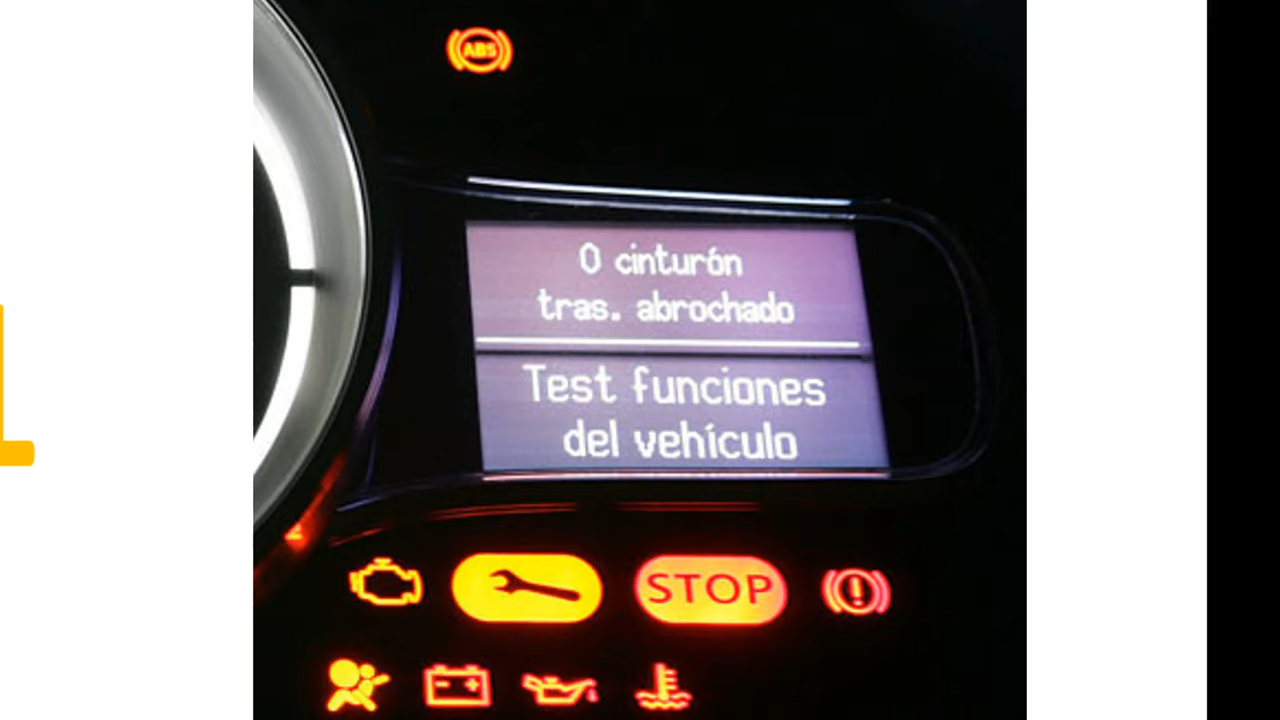 ABS
0 cinturón
tras. abrochado
Test funciones
del vehículo
STOP